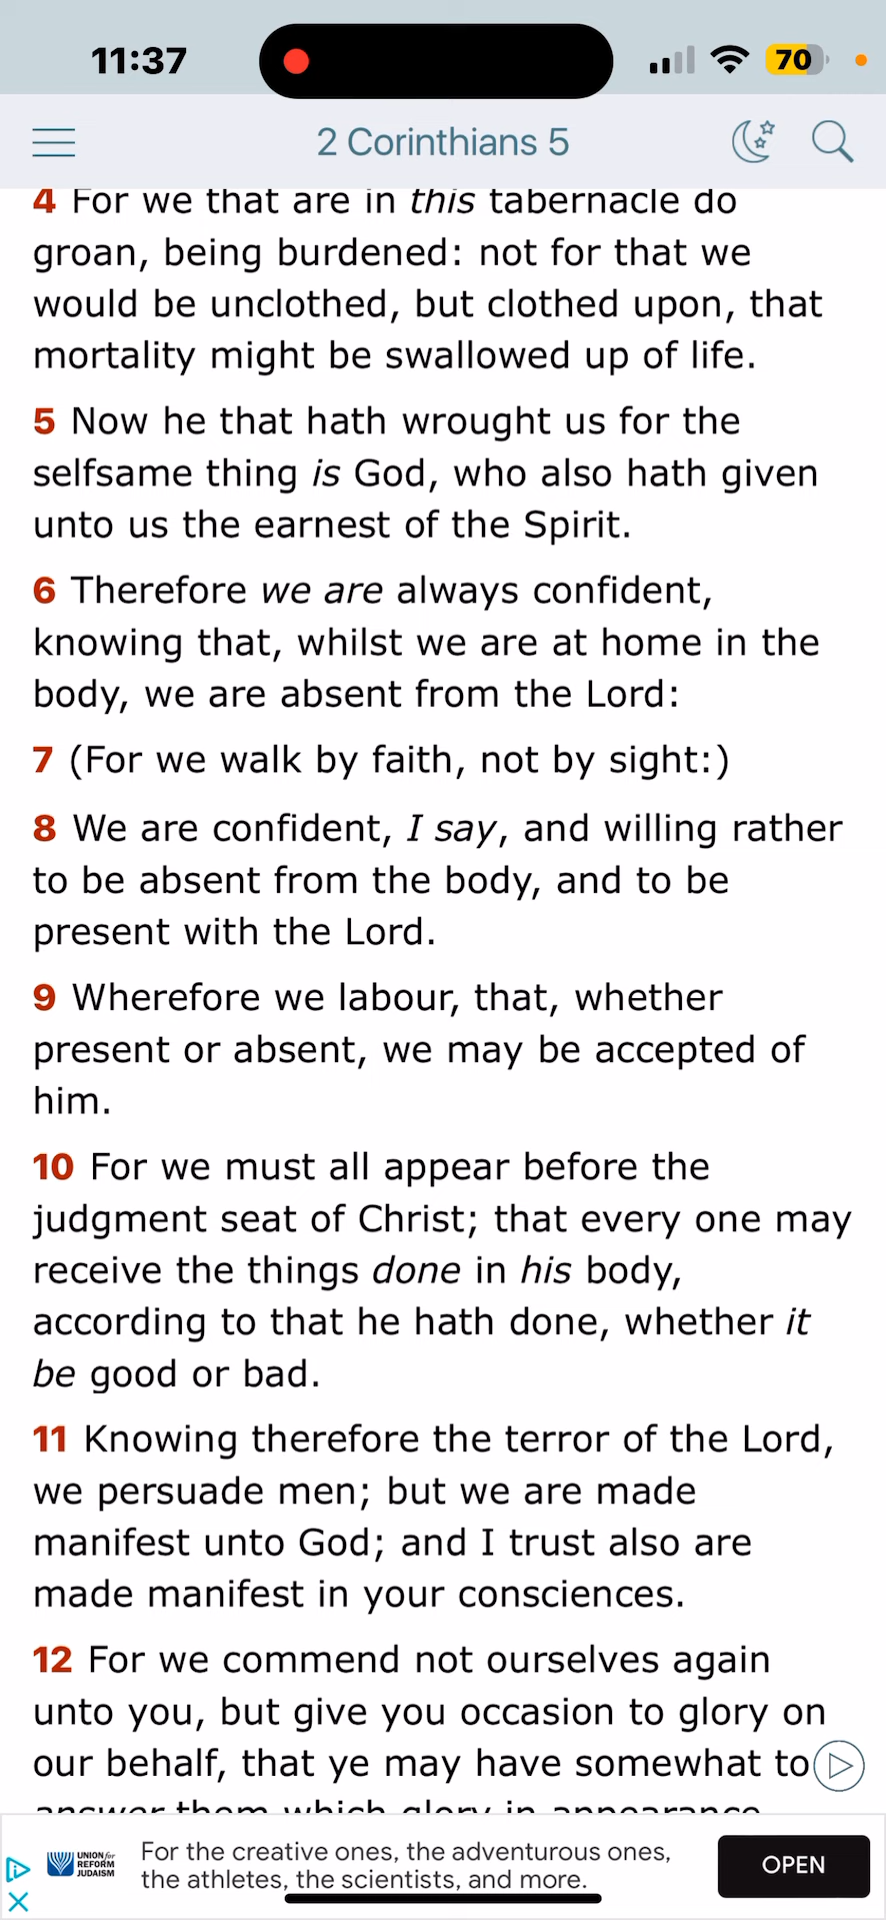 11:37
70
2 Corinthians 5
4 For we that are in this tabernacle do
groan, being burdened: not for that we
would be unclothed, but clothed upon, that
mortality might be swallowed up of life.
5 Now he that hath wrought us for the
selfsame thing is God, who also hath given
unto us the earnest of the Spirit.
6 Therefore we are always confident,
knowing that, whilst we are at home in the
body, we are absent from the Lord:
7 (For we walk by faith, not by sight:)
8 We are confident, I say, and willing rather
to be absent from the body, and to be
present with the Lord.
9 Wherefore we labour, that, whether
present or absent, we may be accepted of
him.
10 For we must all appear before the
judgment seat of Christ; that every one may
receive the things done in his body,
according to that he hath done, whether it
be good or bad.
11 Knowing therefore the terror of the Lord,
we persuade men; but we are made
manifest unto God; and I trust also are
made manifest in your consciences.
12 For we commend not ourselves again
unto you, but give you occasion to glory on
our behalf, that ye may have somewhat to
answer them which glory in appearance
UNION for
REFORM
JUDAISM
For the creative ones, the adventurous ones,
the athletes, the scientists, and more.
OPEN